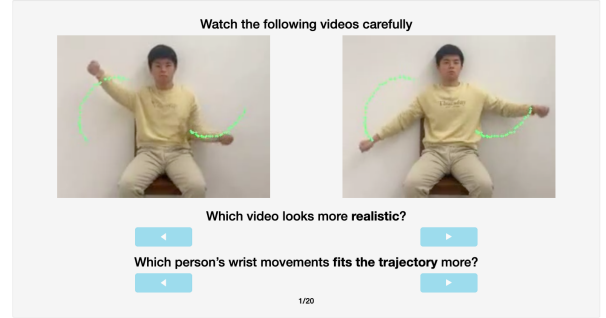 Watch the following videos carefully
Which video looks more realistic?
Which person's wrist movements fits the trajectory more?
1/20